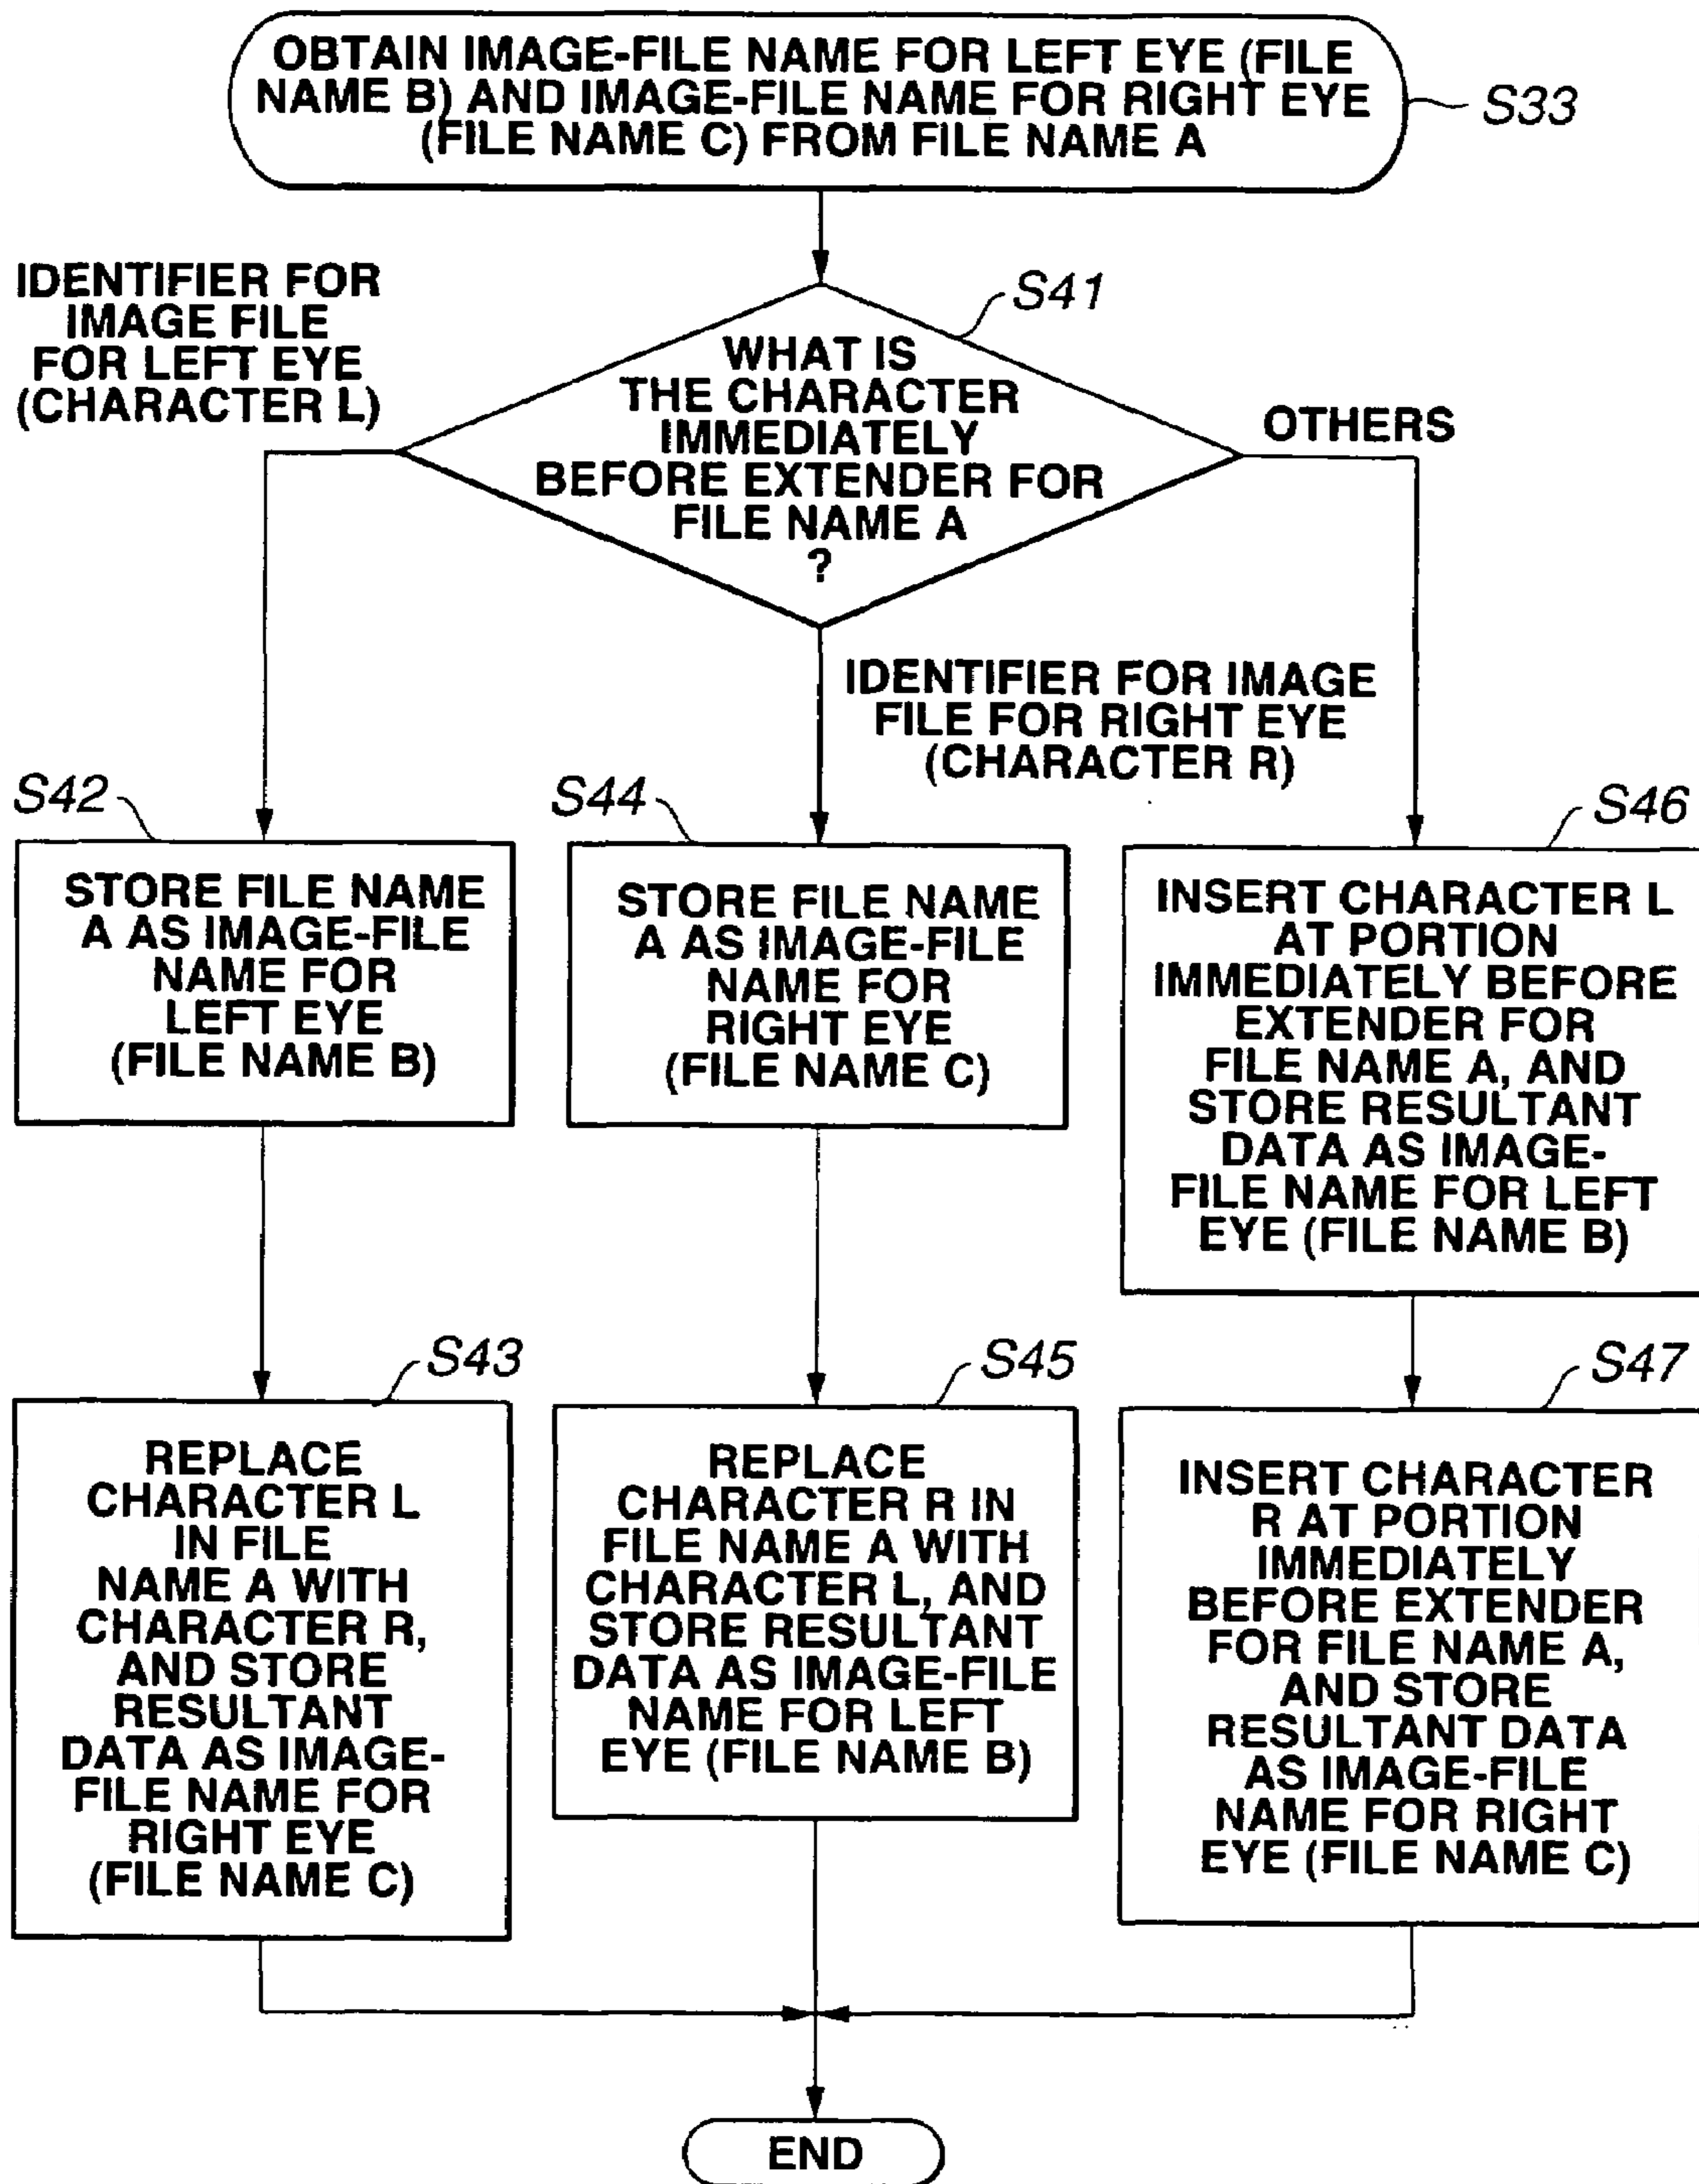 OBTAIN IMAGE-FILE NAME FOR LEFT EYE (FILE
NAME B) AND IMAGE-FILE NAME FOR RIGHT EYE
(FILE NAME C) FROM FILE NAME A
S33
IDENTIFIER FOR
IMAGE FILE
FOR LEFT EYE
(CHARACTER L)
S41
WHAT IS
THE CHARACTER
IMMEDIATELY
BEFORE EXTENDER FOR
FILE NAME A
?
OTHERS
IDENTIFIER FOR IMAGE
FILE FOR RIGHT EYE
(CHARACTER R)
S42
STORE FILE NAME
A AS IMAGE-FILE
NAME FOR
LEFT EYE
(FILE NAME B)
S44
STORE FILE NAME
A AS IMAGE-FILE
NAME FOR
RIGHT EYE
(FILE NAME C)
S46
INSERT CHARACTER L
AT PORTION
IMMEDIATELY BEFORE
EXTENDER FOR
FILE NAME A, AND
STORE RESULTANT
DATA AS IMAGE-
FILE NAME FOR LEFT
EYE (FILE NAME B)
S43
REPLACE
CHARACTER L
IN FILE
NAME A WITH
CHARACTER R,
AND STORE
RESULTANT
DATA AS IMAGE-
FILE NAME FOR
RIGHT EYE
(FILE NAME C)
S45
REPLACE
CHARACTER R IN
FILE NAME A WITH
CHARACTER L, AND
STORE RESULTANT
DATA AS IMAGE-FILE
NAME FOR LEFT
EYE (FILE NAME B)
S47
INSERT CHARACTER
R AT PORTION
IMMEDIATELY
BEFORE EXTENDER
FOR FILE NAME A,
AND STORE
RESULTANT DATA
AS IMAGE-FILE
NAME FOR RIGHT
EYE (FILE NAME C)
END